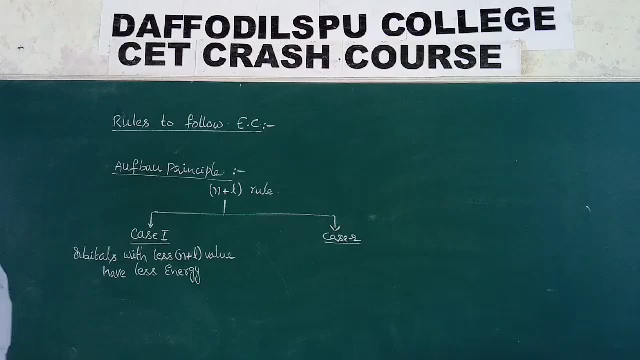 DAFFODILSPU COLLEGE
CET CRASH COURSE
Rules to follow E.C:-
Aufbau Principle :-
(n+l) rule
Case I
Case 2
Orbitals with less (n+l) value
have less Energy